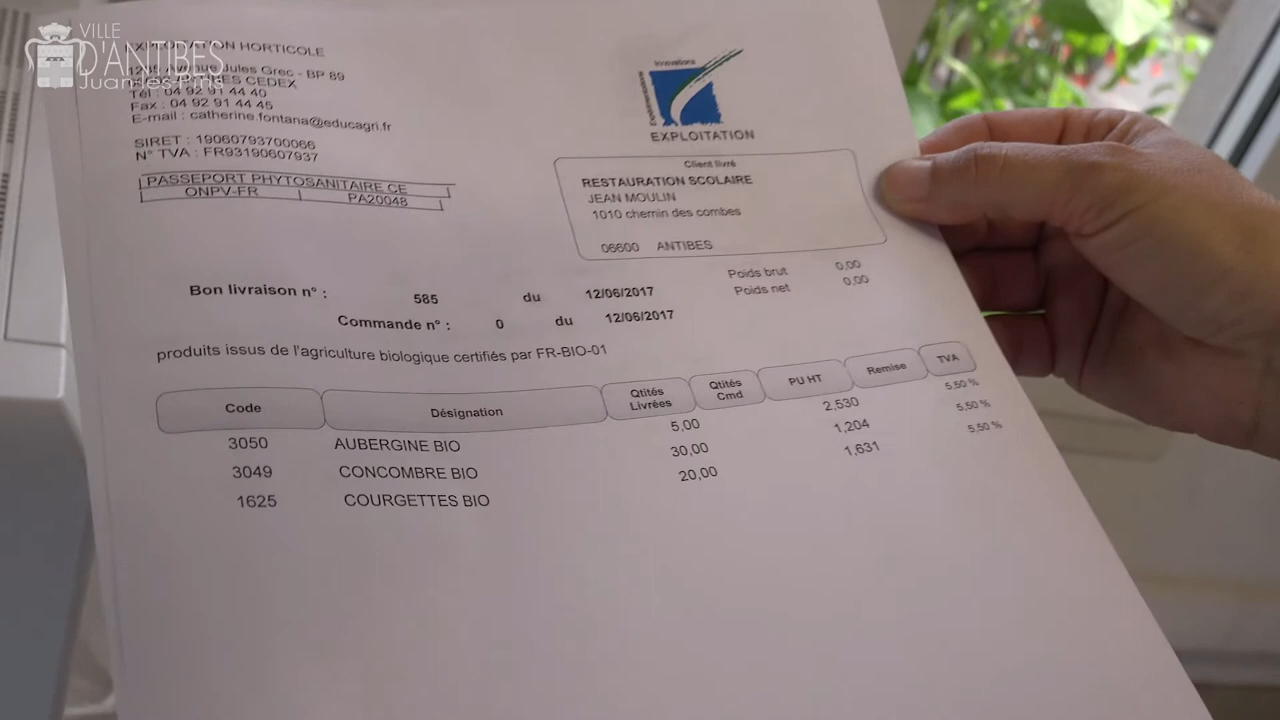 VILLE
D'ANTIBES
Juan-les-Pins
EXPLOITATION HORTICOLE
Avenue Jules Grec - BP 89
CEDEX
Tél : 04 92 91 44 40
Fax : 04 92 91 44 45
E-mail : catherine.fontana@educagri.fr
SIRET : 19060793700066
N° TVA : FR93190607937
PASSEPORT PHYTOSANITAIRE CE
ONPV-FR PA20048
Innovations
EXPLOITATION
Client livré
RESTAURATION SCOLAIRE
JEAN MOULIN
1010 chemin des combes
06600 ANTIBES
Poids brut 0,00
Poids net 0,00
Bon livraison n° : 585 du 12/06/2017
Commande n° : 0 du 12/06/2017
produits issus de l'agriculture biologique certifiés par FR-BIO-01
Code Désignation Qtités Livrées Qtités Cmd PU HT Remise TVA
3050 AUBERGINE BIO 5,00 2,530 5,50 %
3049 CONCOMBRE BIO 30,00 1,204 5,50 %
1625 COURGETTES BIO 20,00 1,631 5,50 %